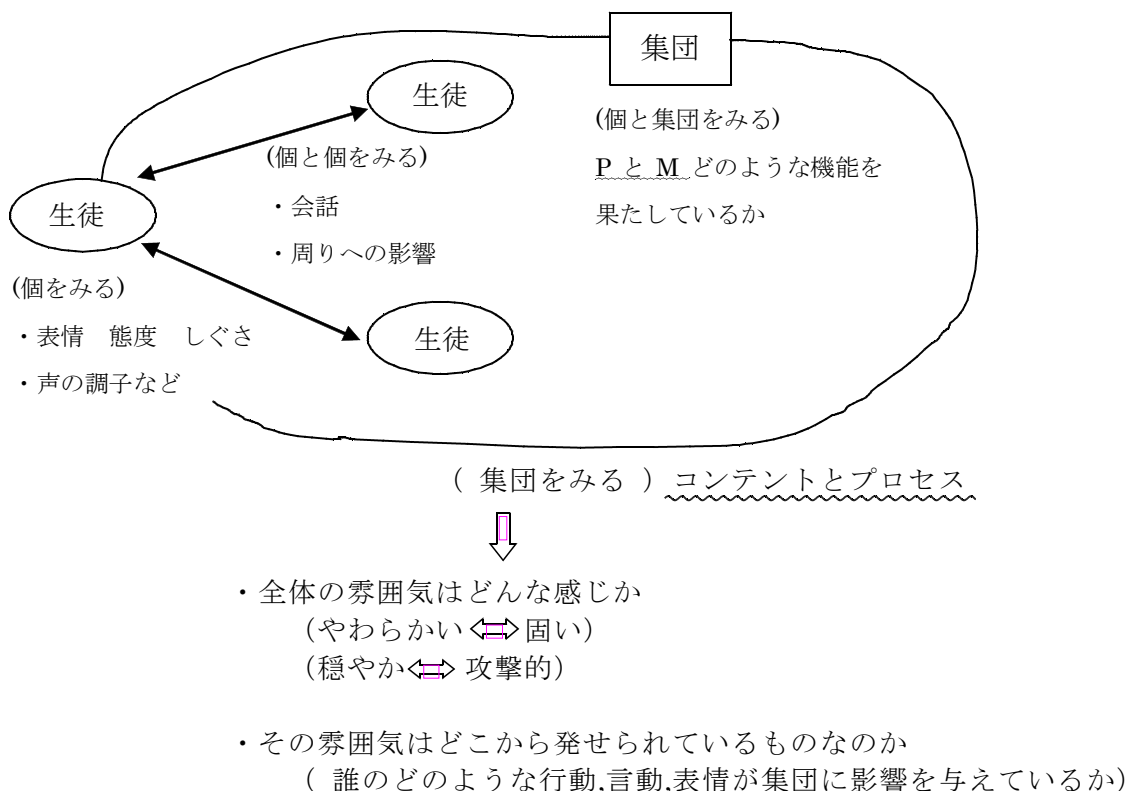 集団
生徒
(個と集団をみる)
P と M どのような機能を
果たしているか
(個と個をみる)
・会話
・周りへの影響
生徒
(個をみる)
・表情　態度　しぐさ
・声の調子など
生徒
( 集団をみる ) コンテントとプロセス
・全体の雰囲気はどんな感じか
(やわらかい⇔固い)
(穏やか⇔ 攻撃的)
・その雰囲気はどこから発せられているものなのか
( 誰のどのような行動,言動,表情が集団に影響を与えているか)